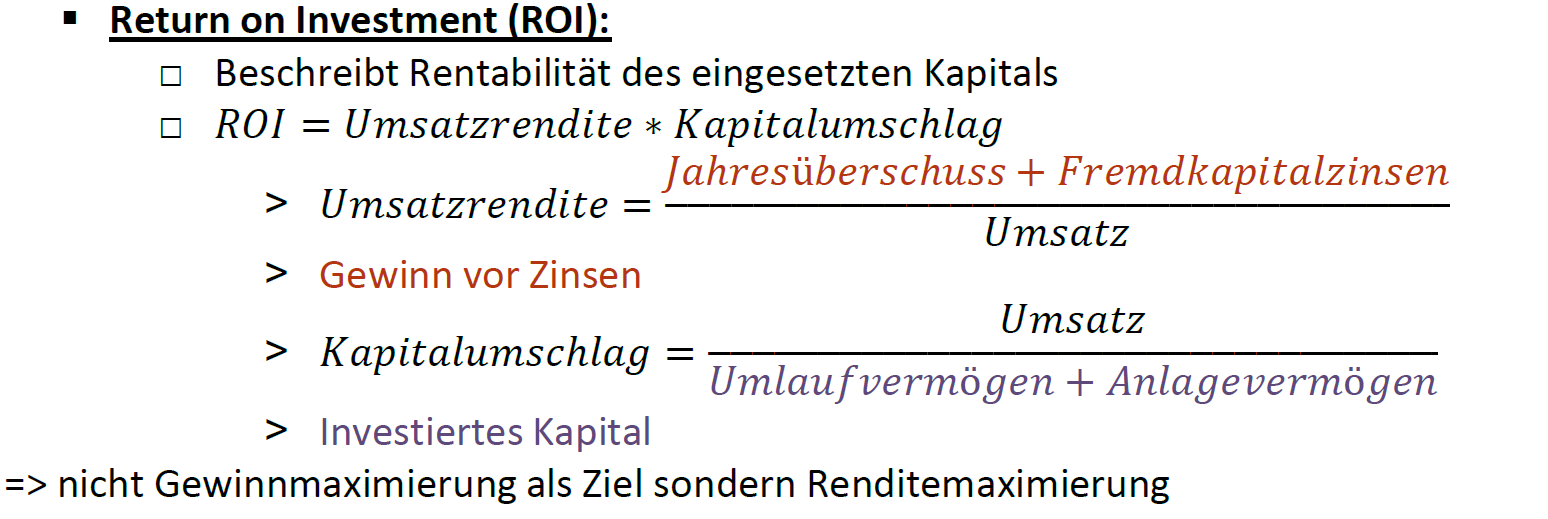 ▪ Return on Investment (ROI):
□ Beschreibt Rentabilität des eingesetzten Kapitals
□ ROI = Umsatzrendite ∗ Kapitalumschlag
> Umsatzrendite = Jahresüberschuss + Fremdkapitalzinsen
Umsatz
> Gewinn vor Zinsen
> Kapitalumschlag = Umsatz
Umlaufvermögen + Anlagevermögen
> Investiertes Kapital
=> nicht Gewinnmaximierung als Ziel sondern Renditemaximierung